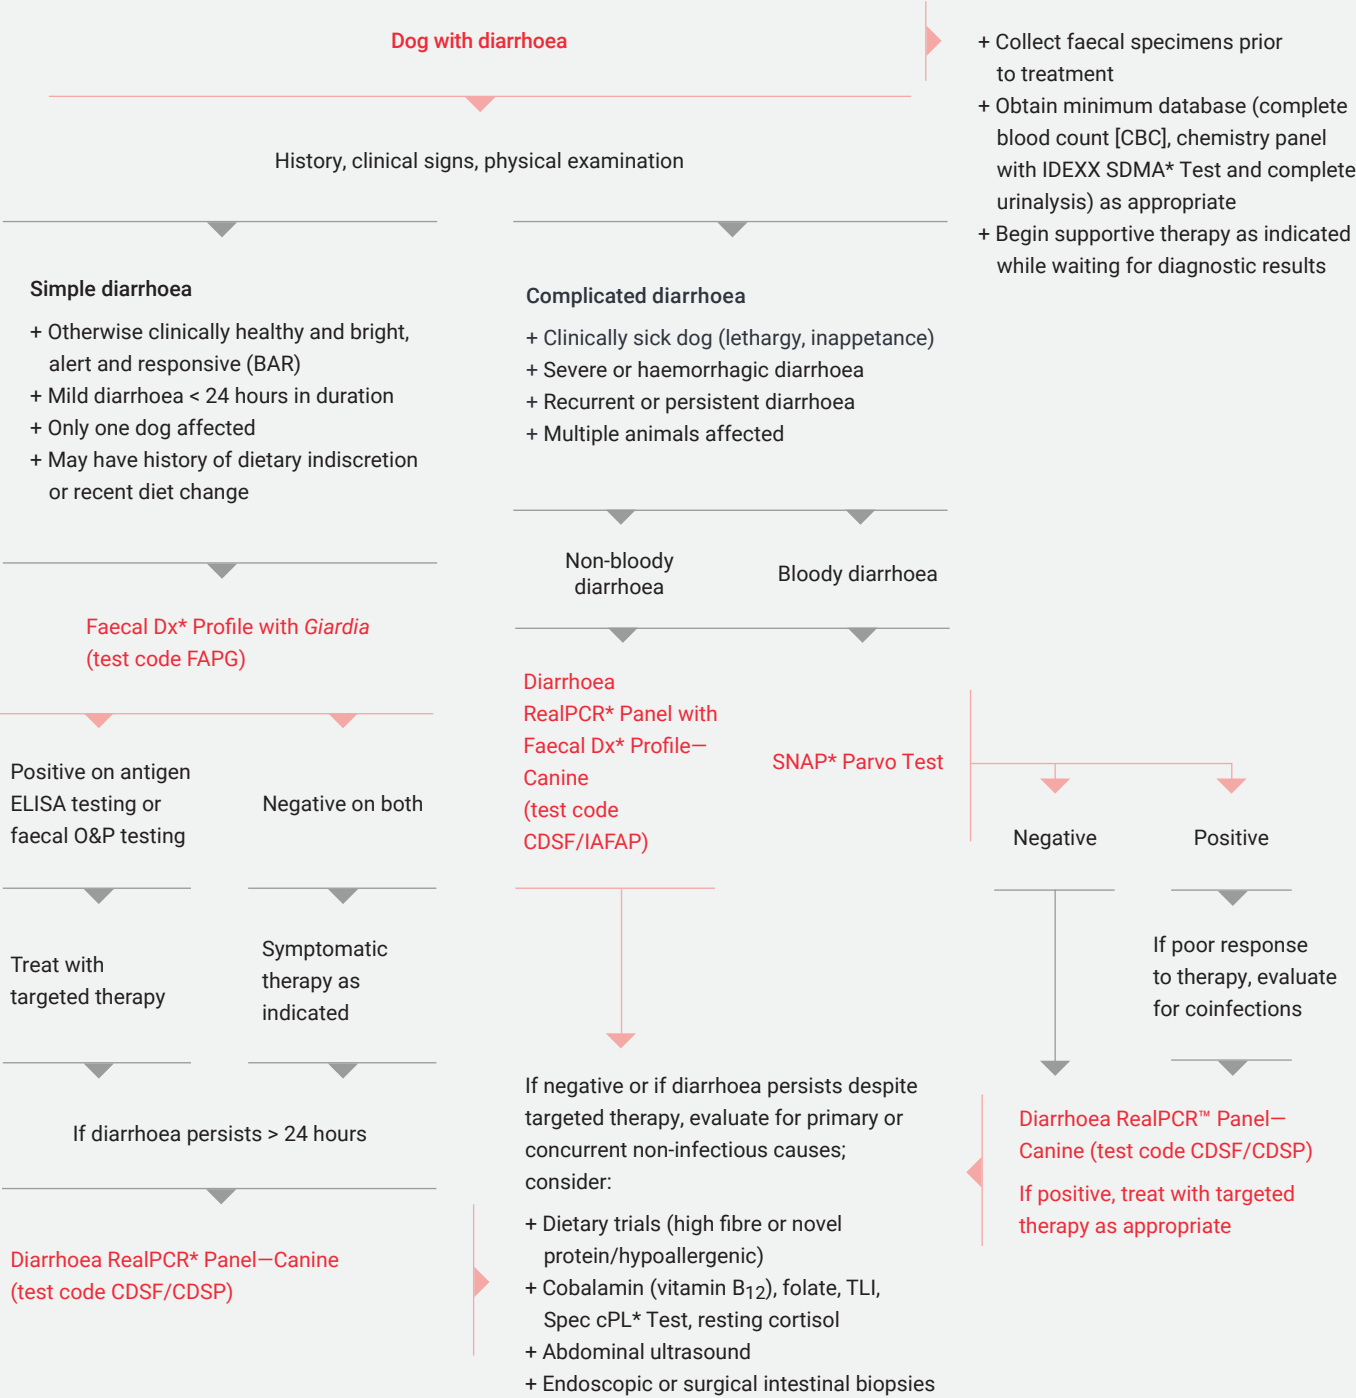 Dog with diarrhoea
+ Collect faecal specimens prior
to treatment
+ Obtain minimum database (complete
blood count [CBC], chemistry panel
with IDEXX SDMA* Test and complete
urinalysis) as appropriate
+ Begin supportive therapy as indicated
while waiting for diagnostic results
History, clinical signs, physical examination
Simple diarrhoea
+ Otherwise clinically healthy and bright,
alert and responsive (BAR)
+ Mild diarrhoea < 24 hours in duration
+ Only one dog affected
+ May have history of dietary indiscretion
or recent diet change
Complicated diarrhoea
+ Clinically sick dog (lethargy, inappetance)
+ Severe or haemorrhagic diarrhoea
+ Recurrent or persistent diarrhoea
+ Multiple animals affected
Non-bloody
diarrhoea
Bloody diarrhoea
Faecal Dx* Profile with Giardia
(test code FAPG)
Diarrhoea
RealPCR* Panel with
Faecal Dx* Profile—
Canine
(test code
CDSF/IAFAP)
SNAP* Parvo Test
Positive on antigen
ELISA testing or
faecal O&P testing
Negative on both
Negative
Positive
Treat with
targeted therapy
Symptomatic
therapy as
indicated
If poor response
to therapy, evaluate
for coinfections
If diarrhoea persists > 24 hours
If negative or if diarrhoea persists despite
targeted therapy, evaluate for primary or
concurrent non-infectious causes;
consider:
+ Dietary trials (high fibre or novel
protein/hypoallergenic)
+ Cobalamin (vitamin B12), folate, TLI,
Spec cPL* Test, resting cortisol
+ Abdominal ultrasound
+ Endoscopic or surgical intestinal biopsies
Diarrhoea RealPCR™ Panel—
Canine (test code CDSF/CDSP)
If positive, treat with targeted
therapy as appropriate
Diarrhoea RealPCR* Panel—Canine
(test code CDSF/CDSP)